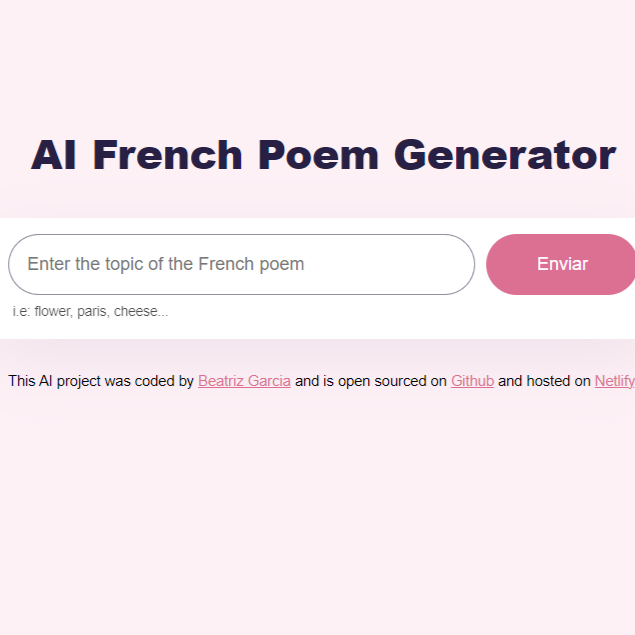 AI French Poem Generator
Enter the topic of the French poem
Enviar
i.e: flower, paris, cheese...
This AI project was coded by Beatriz Garcia and is open sourced on Github and hosted on Netlify